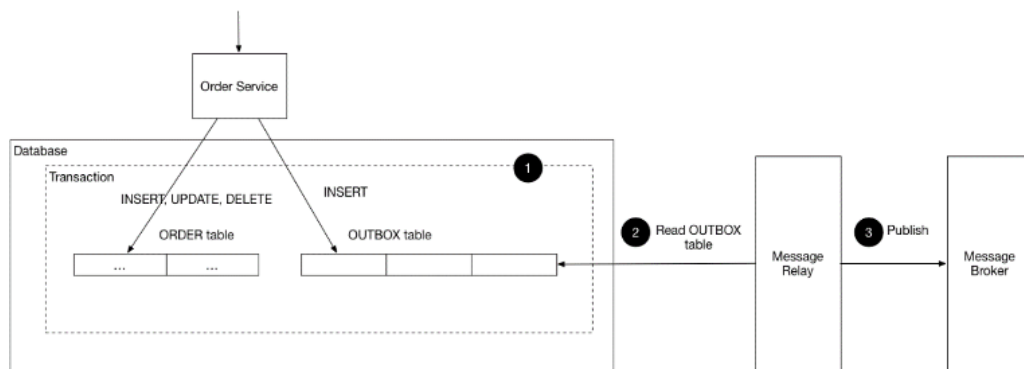 Order Service
Database
Transaction
1
INSERT, UPDATE, DELETE
INSERT
ORDER table
OUTBOX table
...
...
2
Read OUTBOX
table
3
Publish
Message
Relay
Message
Broker